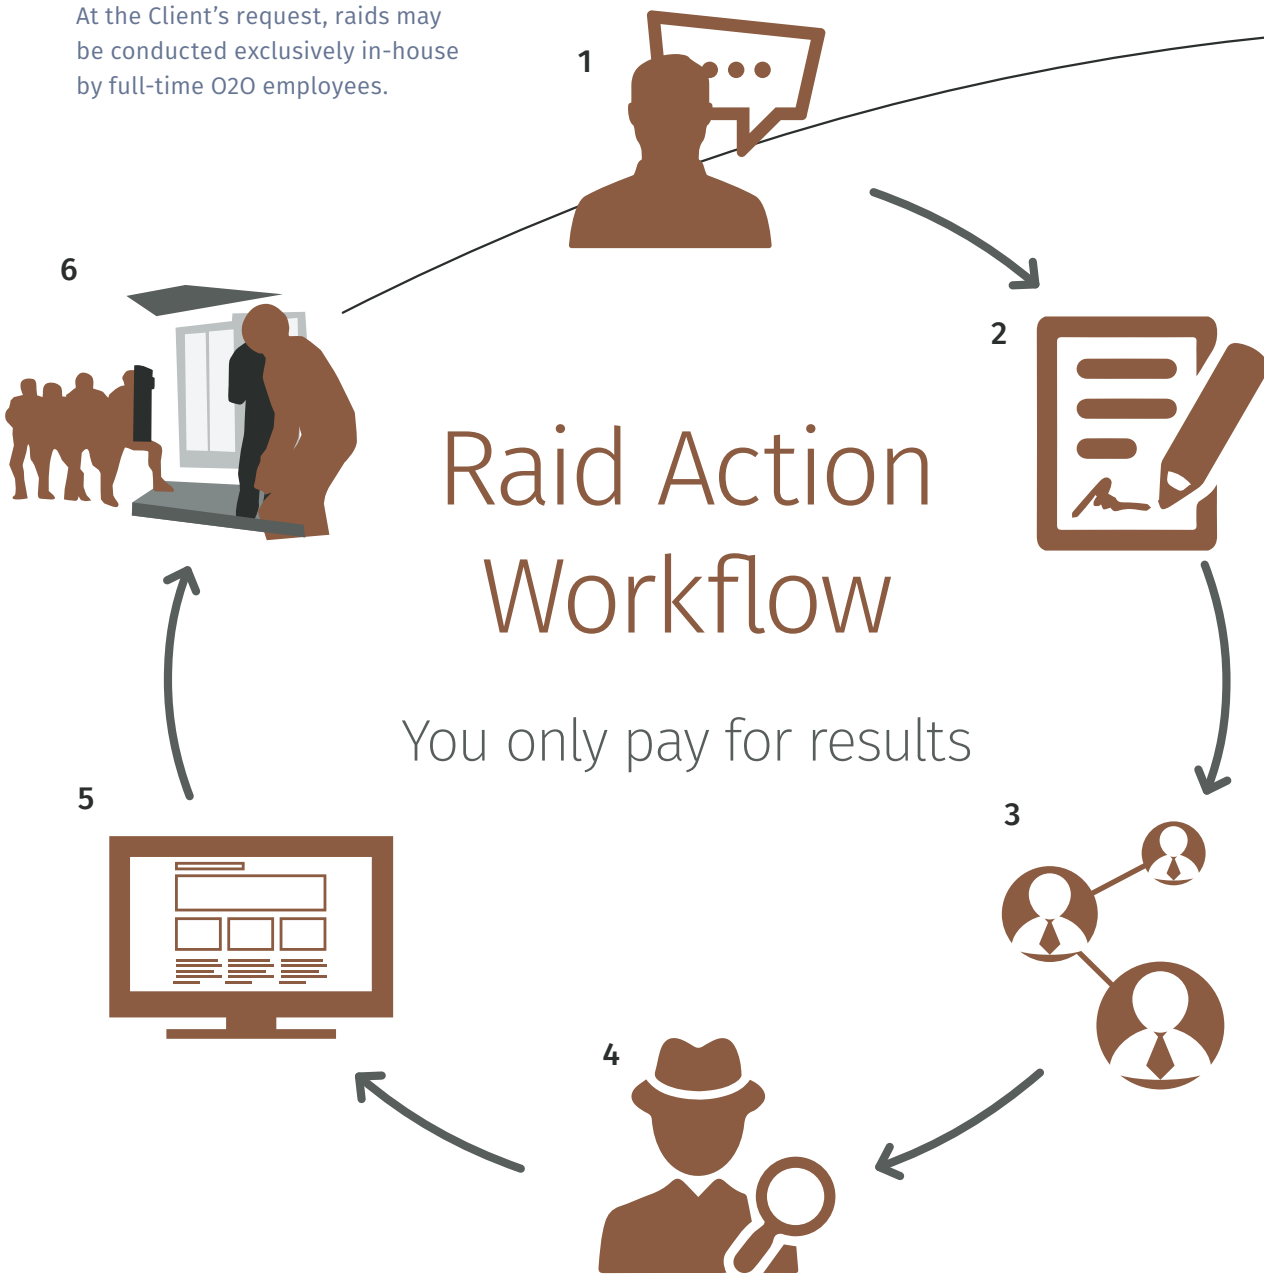 At the Client’s request, raids may
be conducted exclusively in-house
by full-time O2O employees.
1
6
2
Raid Action
Workflow
You only pay for results
5
3
4